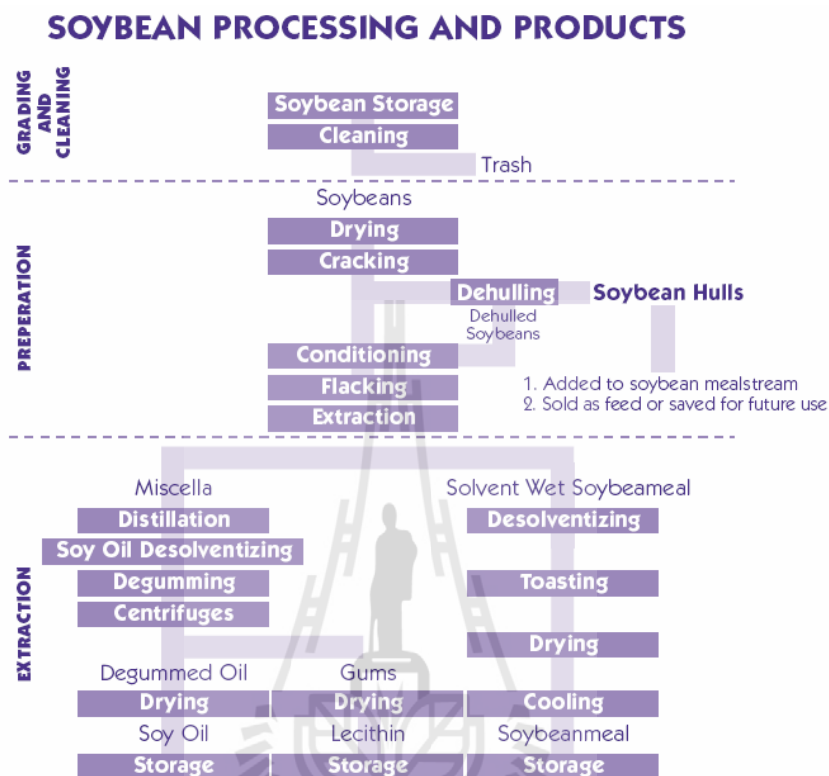 SOYBEAN PROCESSING AND PRODUCTS
GRADING
AND
CLEANING
Soybean Storage
Cleaning
Trash
PREPERATION
Soybeans
Drying
Cracking
Dehulling
Soybean Hulls
Dehulled
Soybeans
Conditioning
Flacking
Extraction
1. Added to soybean mealstream
2. Sold as feed or saved for future use
EXTRACTION
Miscella
Solvent Wet Soybeameal
Distillation
Desolventizing
Soy Oil Desolventizing
Degumming
Toasting
Centrifuges
Drying
Degummed Oil
Gums
Drying
Drying
Cooling
Soy Oil
Lecithin
Soybeanmeal
Storage
Storage
Storage